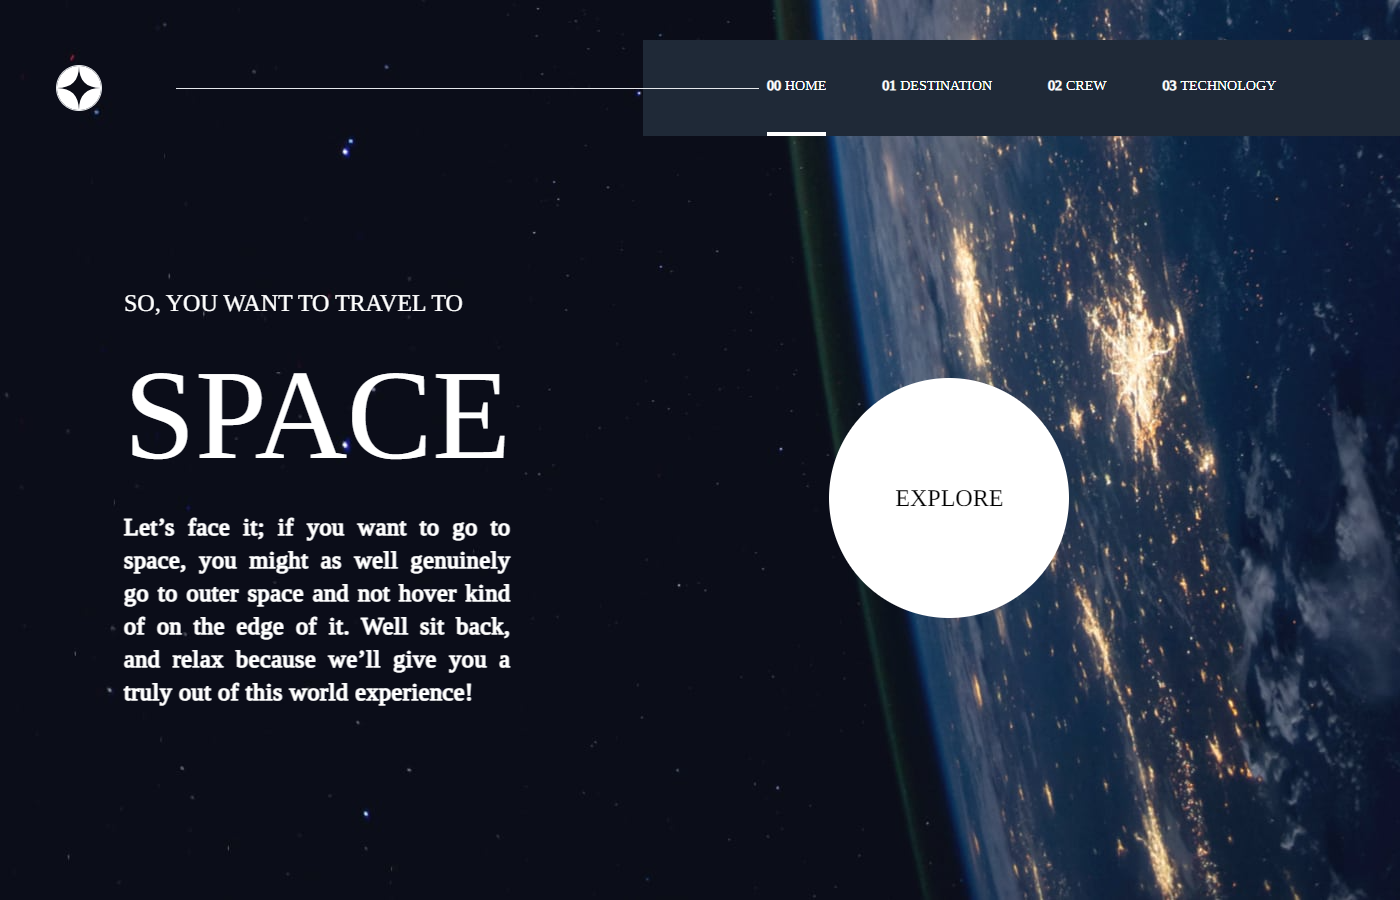 00 HOME 01 DESTINATION 02 CREW 03 TECHNOLOGY
SO, YOU WANT TO TRAVEL TO
SPACE
Let’s face it; if you want to go to
space, you might as well genuinely
go to outer space and not hover kind
of on the edge of it. Well sit back,
and relax because we’ll give you a
truly out of this world experience!
EXPLORE